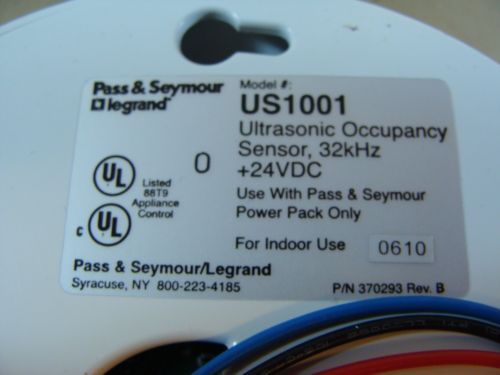 Pass & Seymour
legrand
Model #:
US1001
Ultrasonic Occupancy
Sensor, 32kHz
+24VDC
Use With Pass & Seymour
Power Pack Only
For Indoor Use
0610
UL
Listed
88T9
Appliance
Control
0
c UL
Pass & Seymour/Legrand
Syracuse, NY 800-223-4185
P/N 370293 Rev. B